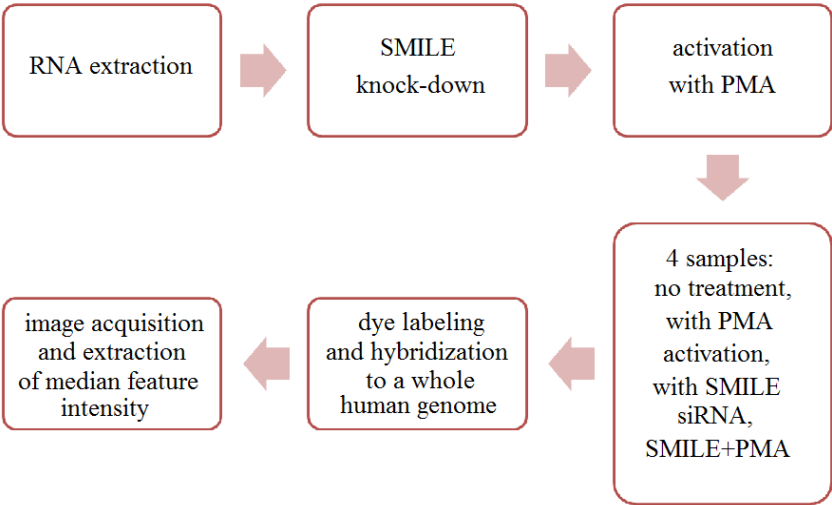 RNA extraction
SMILE
knock-down
activation
with PMA
4 samples:
no treatment,
with PMA
activation,
with SMILE
siRNA,
SMILE+PMA
dye labeling
and hybridization
to a whole
human genome
image acquisition
and extraction
of median feature
intensity